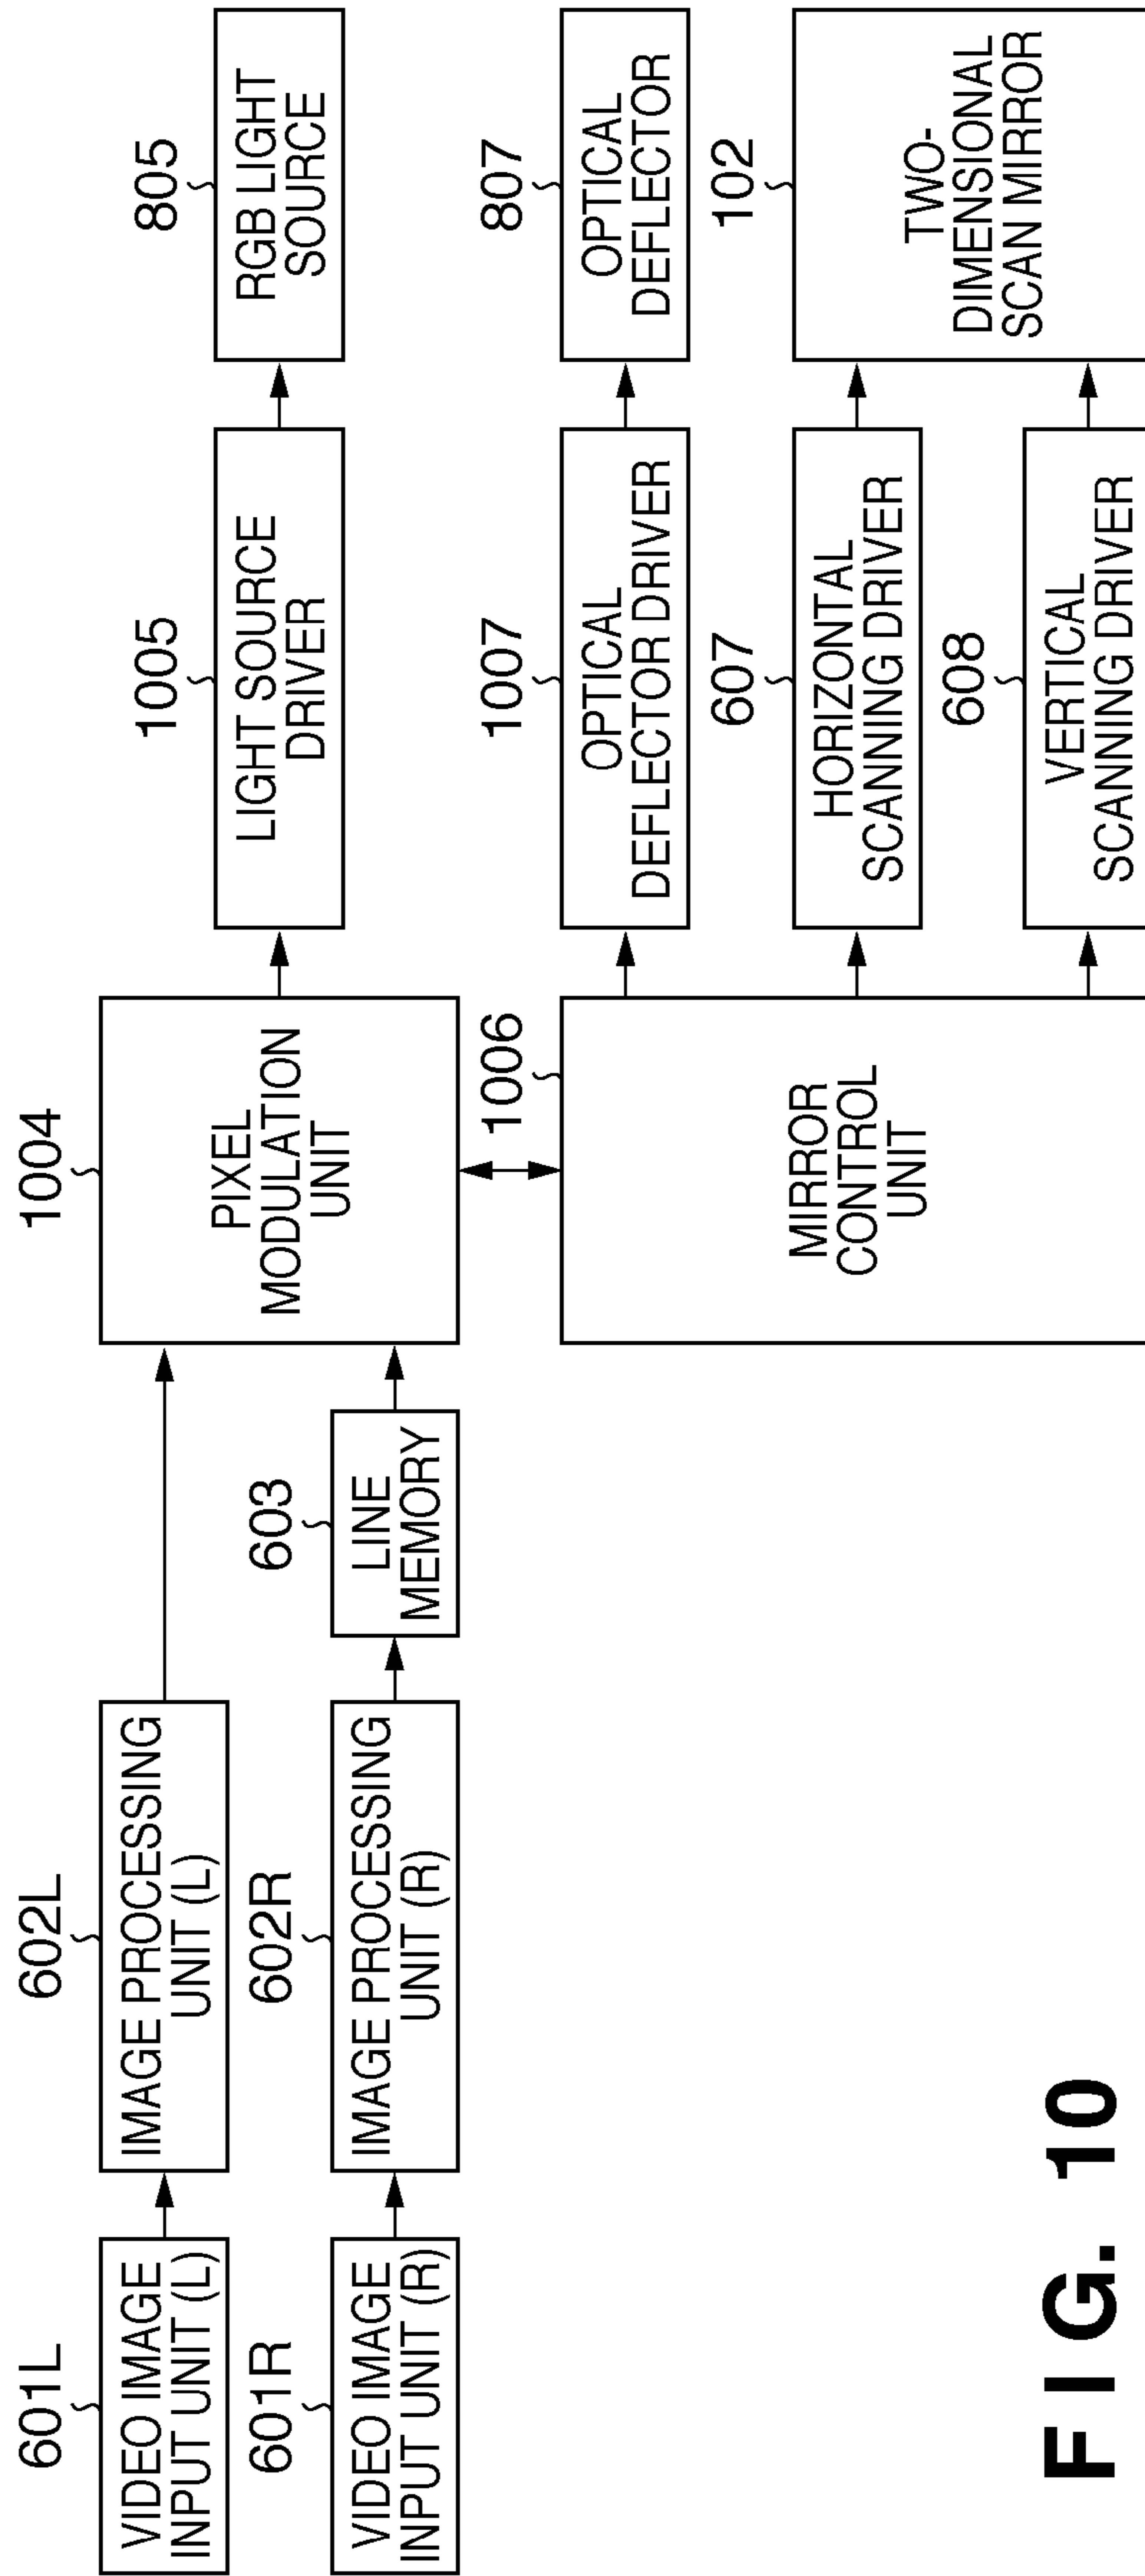 F I G. 10
601L
VIDEO IMAGE
INPUT UNIT (L)
602L
IMAGE PROCESSING
UNIT (L)
601R
VIDEO IMAGE
INPUT UNIT (R)
602R
IMAGE PROCESSING
UNIT (R)
603
LINE
MEMORY
1004
PIXEL
MODULATION
UNIT
1005
LIGHT SOURCE
DRIVER
805
RGB LIGHT
SOURCE
1006
MIRROR
CONTROL
UNIT
1007
OPTICAL
DEFLECTOR DRIVER
807
OPTICAL
DEFLECTOR
607
HORIZONTAL
SCANNING DRIVER
608
VERTICAL
SCANNING DRIVER
102
TWO-
DIMENSIONAL
SCAN MIRROR